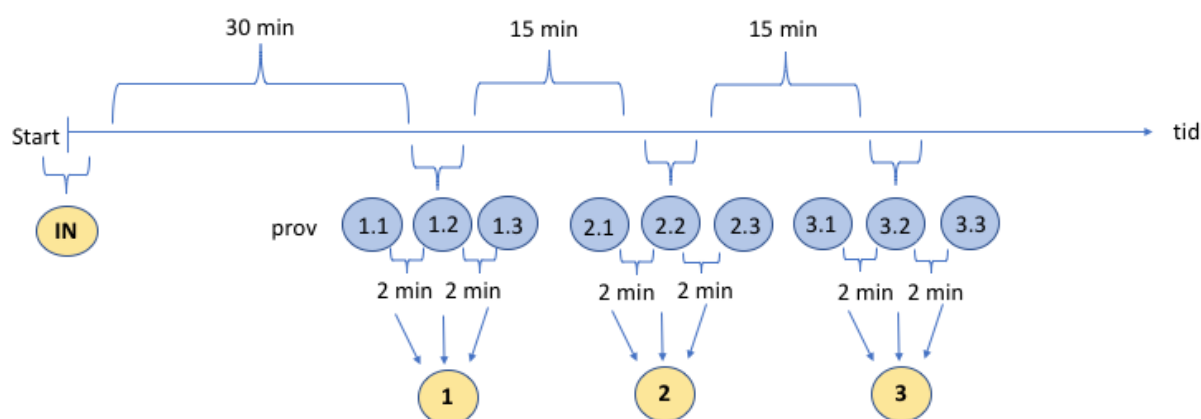 30 min 15 min 15 min
Start tid
IN prov 1.1 1.2 1.3 2.1 2.2 2.3 3.1 3.2 3.3
2 min 2 min 2 min 2 min 2 min 2 min
1 2 3